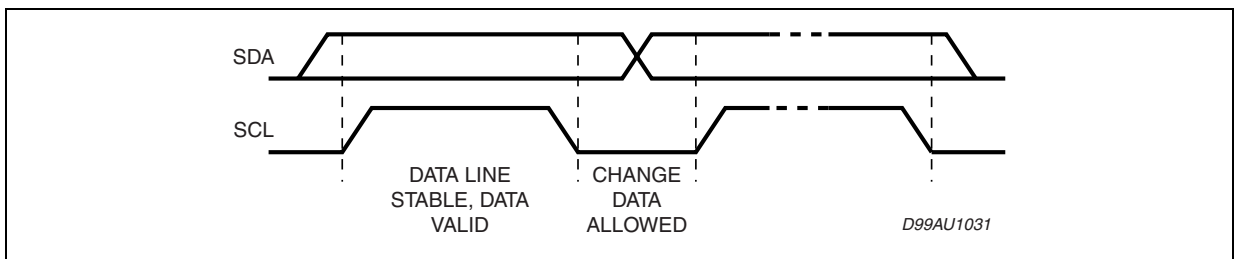 SDA
SCL
DATA LINE
STABLE, DATA
VALID
CHANGE
DATA
ALLOWED
D99AU1031